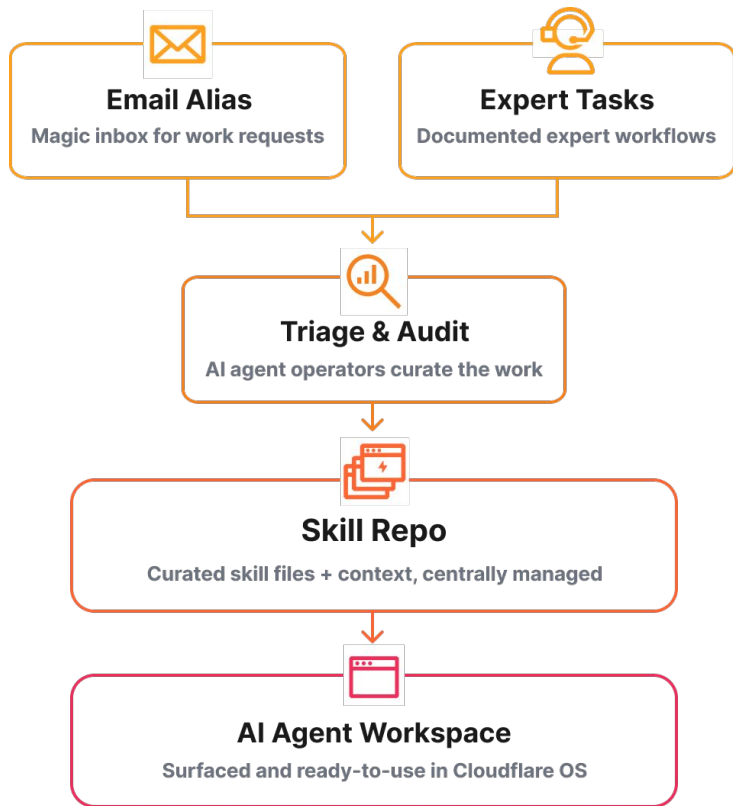 Email Alias
Magic inbox for work requests
Expert Tasks
Documented expert workflows
Triage & Audit
AI agent operators curate the work
Skill Repo
Curated skill files + context, centrally managed
AI Agent Workspace
Surfaced and ready-to-use in Cloudflare OS